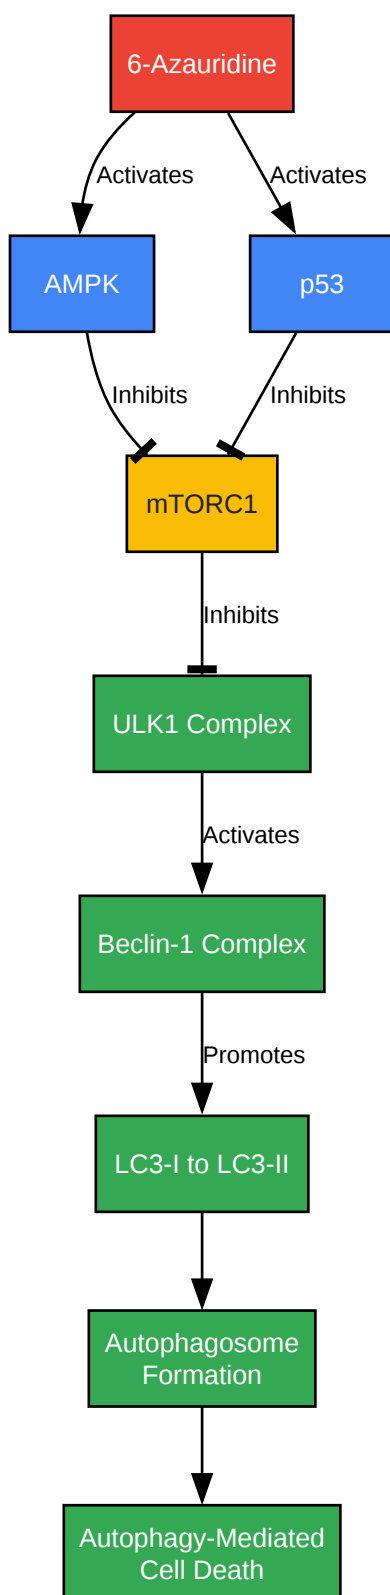 6-Azauridine
Activates
Activates
AMPK
p53
Inhibits
Inhibits
mTORC1
Inhibits
ULK1 Complex
Activates
Beclin-1 Complex
Promotes
LC3-I to LC3-II
Autophagosome
Formation
Autophagy-Mediated
Cell Death